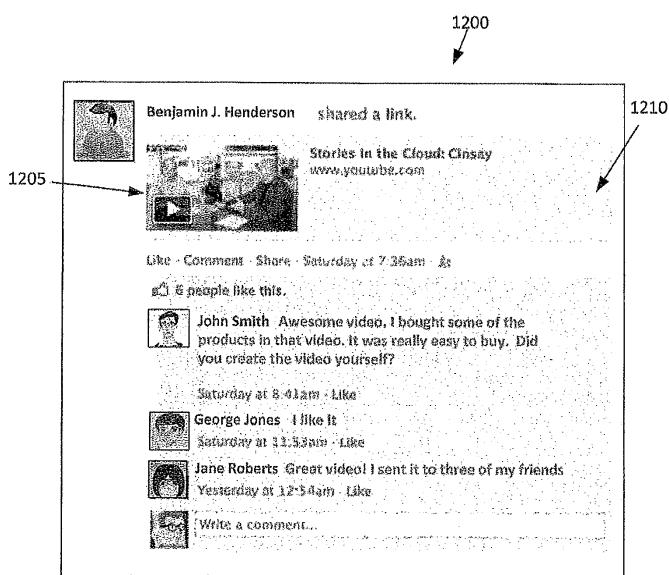 1200
Benjamin J. Henderson shared a link.
1210
Stories in the Cloud: Cinsay
www.youtube.com
1205
Like · Comment · Share · Saturday at 7:36am ·
6 people like this.
John Smith Awesome video, I bought some of the
products in that video. It was really easy to buy. Did
you create the video yourself?
Saturday at 8:41am · Like
George Jones I like it
Saturday at 11:53am · Like
Jane Roberts Great video! I sent it to three of my friends
Yesterday at 12:54am · Like
Write a comment...